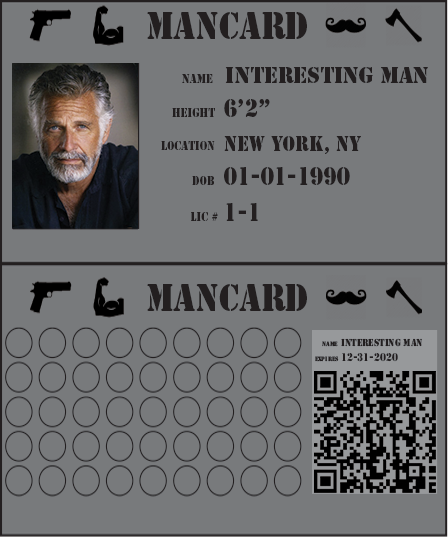 MANCARD
NAME INTERESTING MAN
HEIGHT 6'2”
LOCATION NEW YORK, NY
DOB 01-01-1990
LIC # 1-1
MANCARD
NAME INTERESTING MAN
EXPIRES 12-31-2020